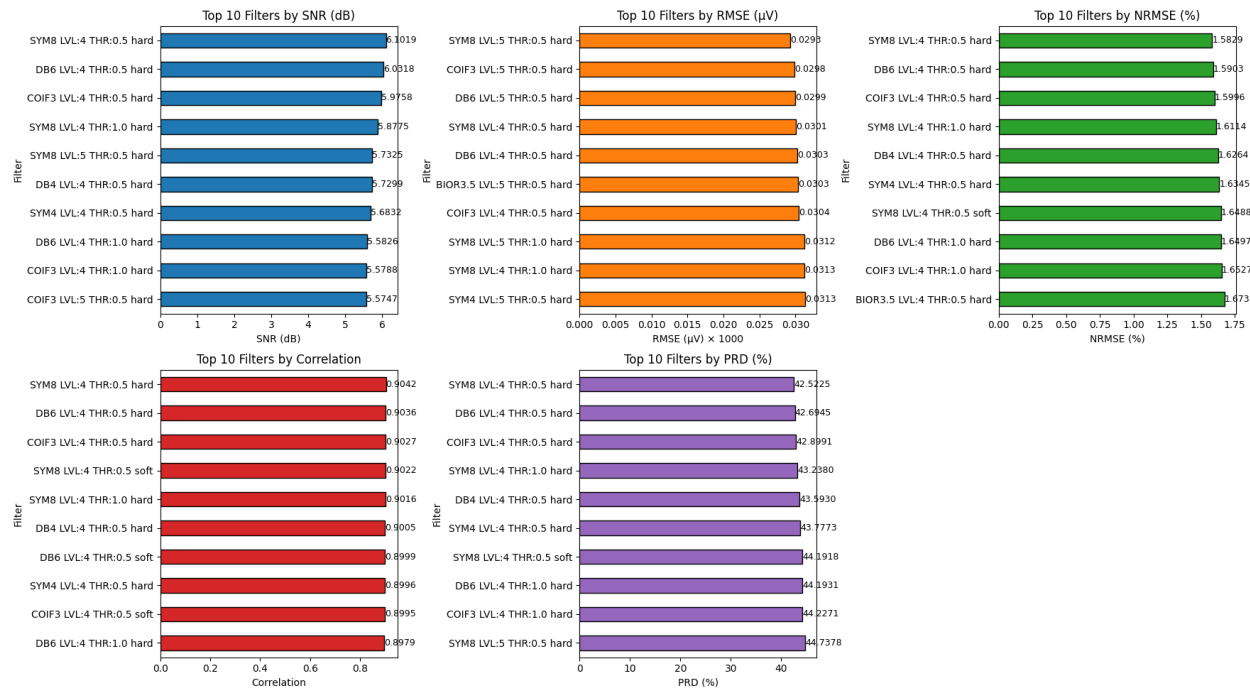 Top 10 Filters by SNR (dB)
SYM8 LVL:4 THR:0.5 hard 6.1019
DB6 LVL:4 THR:0.5 hard 6.0318
COIF3 LVL:4 THR:0.5 hard 5.9758
SYM8 LVL:4 THR:1.0 hard 5.8775
SYM8 LVL:5 THR:0.5 hard 5.7325
DB4 LVL:4 THR:0.5 hard 5.7299
SYM4 LVL:4 THR:0.5 hard 5.6832
DB6 LVL:4 THR:1.0 hard 5.5826
COIF3 LVL:4 THR:1.0 hard 5.5788
COIF3 LVL:5 THR:0.5 hard 5.5747
Filter
0 1 2 3 4 5 6
SNR (dB)
Top 10 Filters by RMSE (µV)
SYM8 LVL:5 THR:0.5 hard 0.0293
COIF3 LVL:5 THR:0.5 hard 0.0298
DB6 LVL:5 THR:0.5 hard 0.0299
SYM8 LVL:4 THR:0.5 hard 0.0301
DB6 LVL:4 THR:0.5 hard 0.0303
BIOR3.5 LVL:5 THR:0.5 hard 0.0303
COIF3 LVL:4 THR:0.5 hard 0.0304
SYM8 LVL:5 THR:1.0 hard 0.0312
SYM8 LVL:4 THR:1.0 hard 0.0313
SYM4 LVL:5 THR:0.5 hard 0.0313
Filter
0.000 0.005 0.010 0.015 0.020 0.025 0.030
RMSE (µV) × 1000
Top 10 Filters by NRMSE (%)
SYM8 LVL:4 THR:0.5 hard 1.5829
DB6 LVL:4 THR:0.5 hard 1.5903
COIF3 LVL:4 THR:0.5 hard 1.5996
SYM8 LVL:4 THR:1.0 hard 1.6114
DB4 LVL:4 THR:0.5 hard 1.6264
SYM4 LVL:4 THR:0.5 hard 1.6345
SYM8 LVL:4 THR:0.5 soft 1.6488
DB6 LVL:4 THR:1.0 hard 1.6497
COIF3 LVL:4 THR:1.0 hard 1.6527
BIOR3.5 LVL:4 THR:0.5 hard 1.673
Filter
0.00 0.25 0.50 0.75 1.00 1.25 1.50 1.75
NRMSE (%)
Top 10 Filters by Correlation
SYM8 LVL:4 THR:0.5 hard 0.9042
DB6 LVL:4 THR:0.5 hard 0.9036
COIF3 LVL:4 THR:0.5 hard 0.9027
SYM8 LVL:4 THR:0.5 soft 0.9022
SYM8 LVL:4 THR:1.0 hard 0.9016
DB4 LVL:4 THR:0.5 hard 0.9005
DB6 LVL:4 THR:0.5 soft 0.8999
SYM4 LVL:4 THR:0.5 hard 0.8996
COIF3 LVL:4 THR:0.5 soft 0.8995
DB6 LVL:4 THR:1.0 hard 0.8979
Filter
0.0 0.2 0.4 0.6 0.8
Correlation
Top 10 Filters by PRD (%)
SYM8 LVL:4 THR:0.5 hard 42.5225
DB6 LVL:4 THR:0.5 hard 42.6945
COIF3 LVL:4 THR:0.5 hard 42.8991
SYM8 LVL:4 THR:1.0 hard 43.2380
DB4 LVL:4 THR:0.5 hard 43.5930
SYM4 LVL:4 THR:0.5 hard 43.7773
SYM8 LVL:4 THR:0.5 soft 44.1918
DB6 LVL:4 THR:1.0 hard 44.1931
COIF3 LVL:4 THR:1.0 hard 44.2271
SYM8 LVL:5 THR:0.5 hard 44.7378
Filter
0 10 20 30 40
PRD (%)